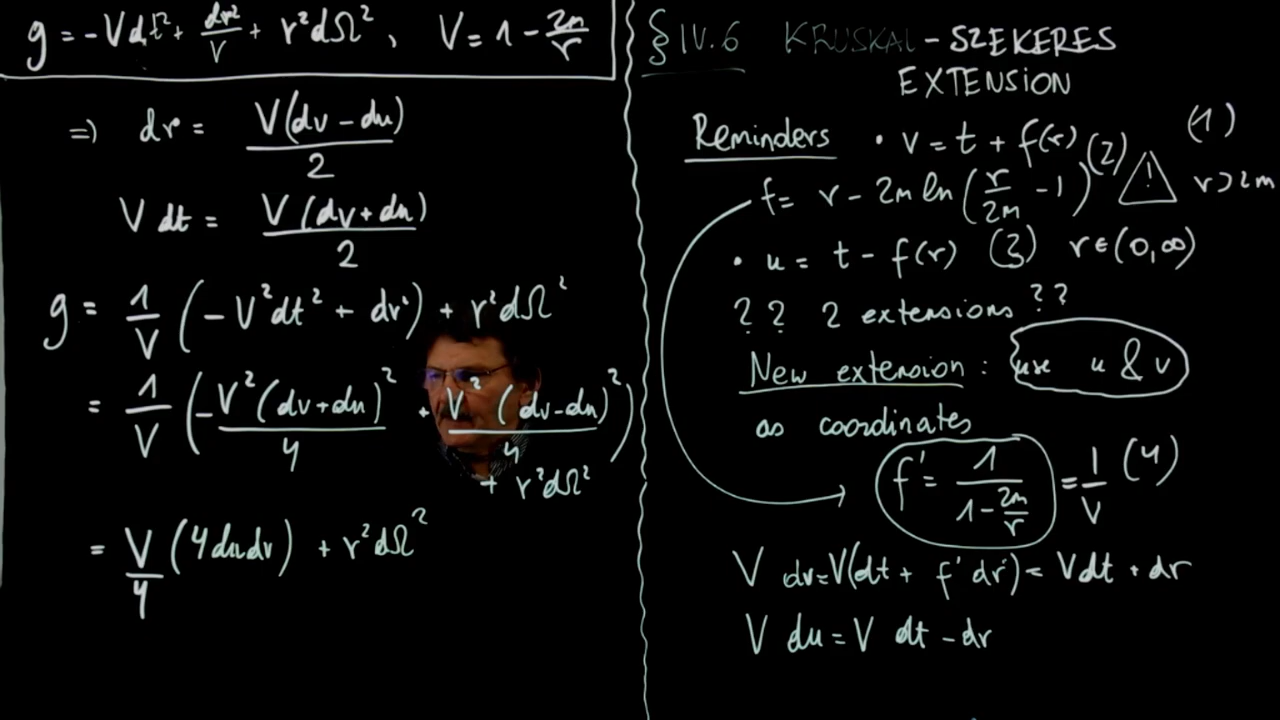 g = -Vdt² + dr²/V + r²dΩ², V = 1 - 2m/r
⇒ dr = V(dv - du)/2
V dt = V(dv + du)/2
g = 1/V (-V²dt² + dr²) + r²dΩ²
= 1/V (-V²(dv+du)²/4 + V²(dv-du)²/4)
+ r²dΩ²
= V/4 (4dudv) + r²dΩ²
§ IV.6 KRUSKAL-SZEKERES
EXTENSION
Reminders • v = t + f(r) (1)
f = r - 2m ln (r/2m - 1) (2) ! r > 2m
• u = t - f(r) (3) r ∈ (0,∞)
?? 2 extensions ??
New extension: use u & v
as coordinates
f' = 1/(1 - 2m/r) = 1/V (4)
V dv = V(dt + f' dr) = Vdt + dr
V du = V dt - dr